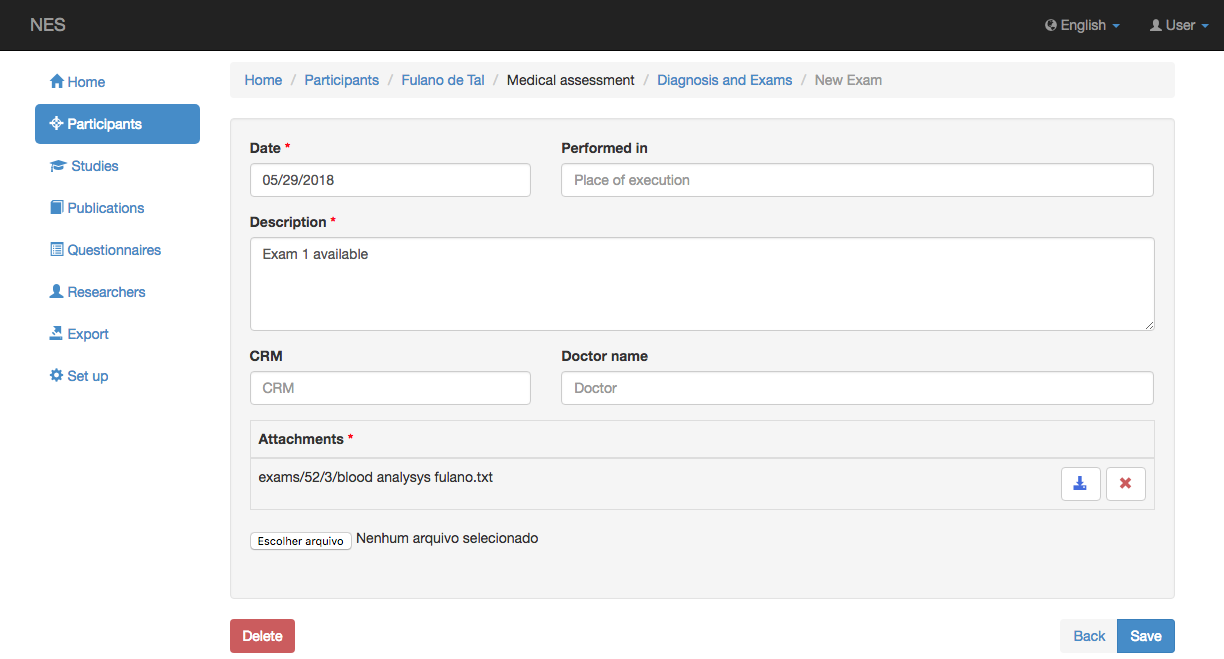 NES
English
User
Home
Participants
Studies
Publications
Questionnaires
Researchers
Export
Set up
Home / Participants / Fulano de Tal / Medical assessment / Diagnosis and Exams / New Exam
Date * Performed in
05/29/2018 Place of execution
Description *
Exam 1 available
CRM Doctor name
CRM Doctor
Attachments *
exams/52/3/blood analysys fulano.txt
Escolher arquivo Nenhum arquivo selecionado
Delete Back Save